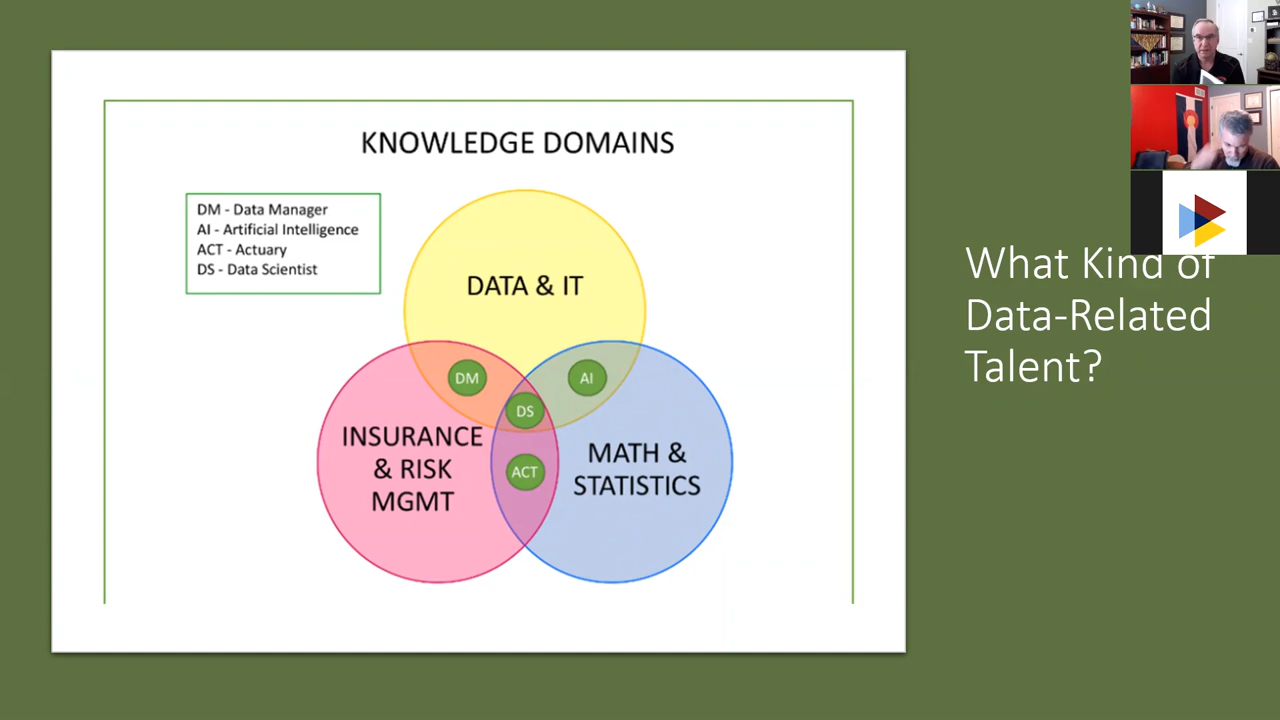 KNOWLEDGE DOMAINS
DM - Data Manager
AI - Artificial Intelligence
ACT - Actuary
DS - Data Scientist
DATA & IT
DM
AI
DS
ACT
INSURANCE
& RISK
MGMT
MATH &
STATISTICS
What Kind of
Data-Related
Talent?